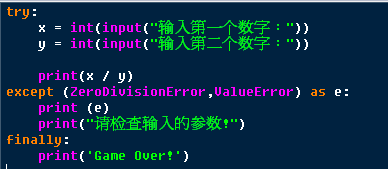 try:
    x = int(input("输入第一个数字："))
    y = int(input("输入第二个数字："))

    print(x / y)
except (ZeroDivisionError,ValueError) as e:
    print (e)
    print("请检查输入的参数!")
finally:
    print('Game Over!')